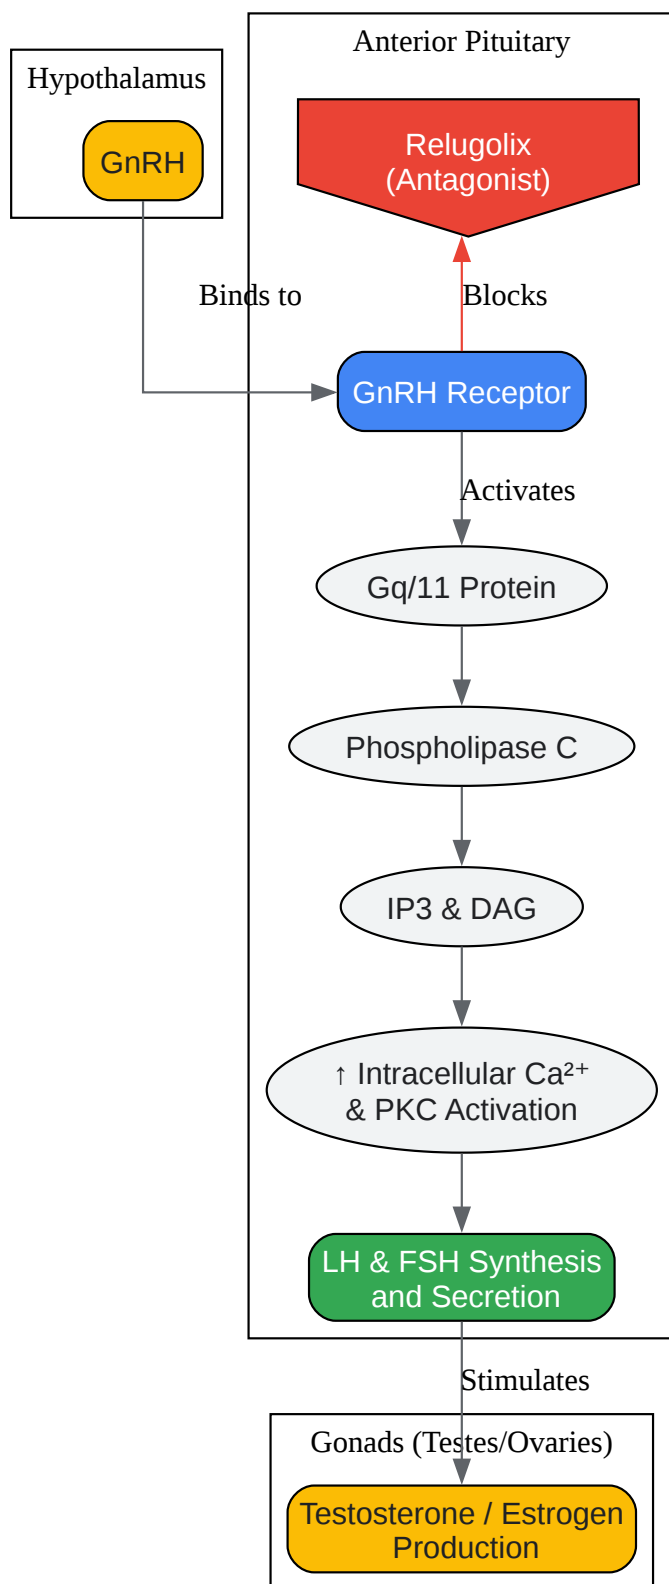 Anterior Pituitary
Hypothalamus
GnRH
Relugolix
(Antagonist)
Binds to
Blocks
GnRH Receptor
Activates
Gq/11 Protein
Phospholipase C
IP3 & DAG
↑ Intracellular Ca²⁺
& PKC Activation
LH & FSH Synthesis
and Secretion
Stimulates
Gonads (Testes/Ovaries)
Testosterone / Estrogen
Production